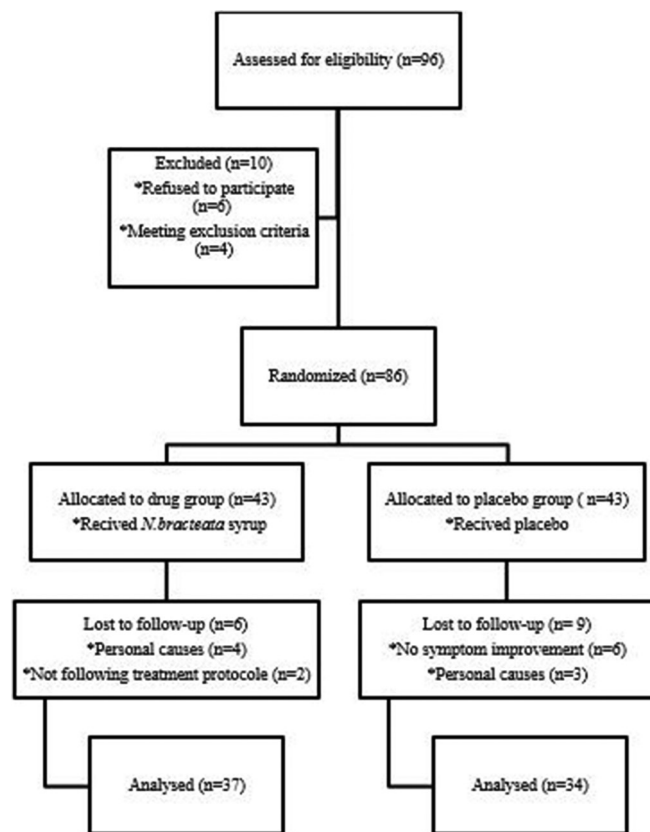 Assessed for eligibility (n=96)
Excluded (n=10)
*Refused to participate
(n=6)
*Meeting exclusion criteria
(n=4)
Randomized (n=86)
Allocated to drug group (n=43)
*Recived N.bracteata syrup
Allocated to placebo group ( n=43)
*Recived placebo
Lost to follow-up (n=6)
*Personal causes (n=4)
*Not following treatment protocole (n=2)
Lost to follow-up (n= 9)
*No symptom improvement (n=6)
*Personal causes (n=3)
Analysed (n=37)
Analysed (n=34)